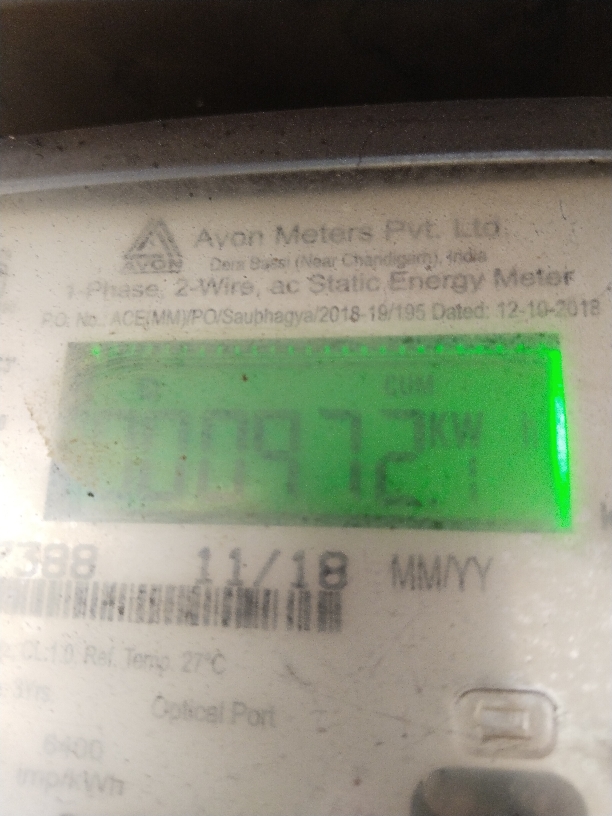 Avon Meters Pvt. Ltd.
AVON
Dera Bassi (Near Chandigarh), India
1-Phase, 2-Wire, ac Static Energy Meter
P.O. No.: ACE(MM)/PO/Saubhagya/2018-19/195 Dated: 12-10-2018
CUM
KW
388 11/18 MM/YY
CL:1.0, Ref. Temp. 27°C
Optical Port
6400
imp/kWh